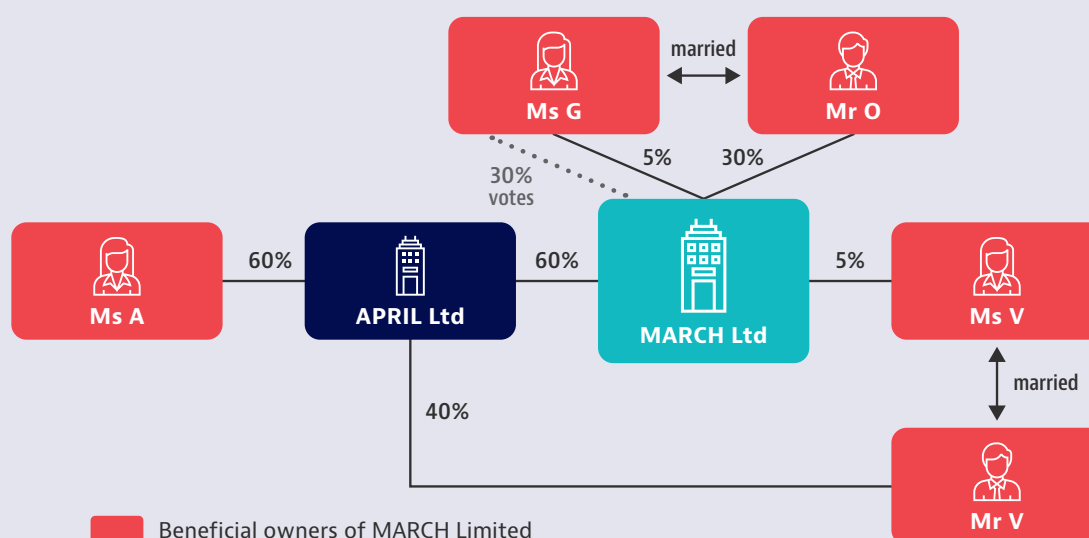 married
Ms G
Mr O
5%
30%
30%
votes
60%
60%
5%
Ms A
APRIL Ltd
MARCH Ltd
Ms V
married
40%
Mr V
Beneficial owners of MARCH Limited